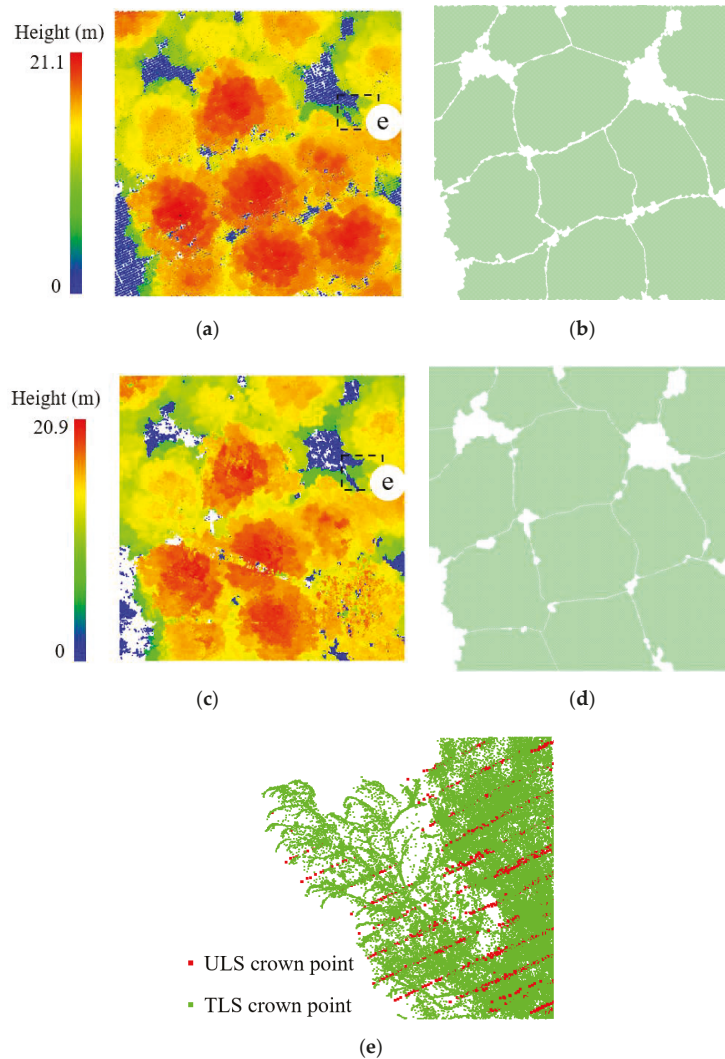 Height (m)
21.1
0
e
(a)
(b)
Height (m)
20.9
0
e
(c)
(d)
ULS crown point
TLS crown point
(e)